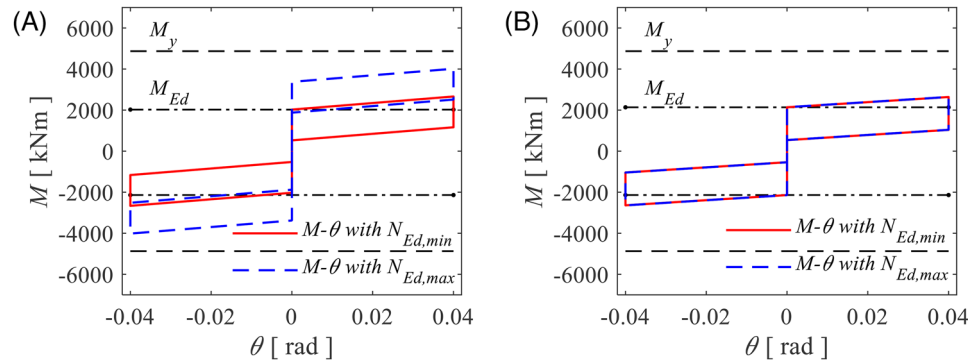 (A)
M [ kNm ]
6000
4000
2000
0
-2000
-4000
-6000
M_y
M_Ed
M-θ with N_Ed,min
M-θ with N_Ed,max
-0.04 -0.02 0 0.02 0.04
θ [ rad ]
(B)
M [ kNm ]
6000
4000
2000
0
-2000
-4000
-6000
M_y
M_Ed
M-θ with N_Ed,min
M-θ with N_Ed,max
-0.04 -0.02 0 0.02 0.04
θ [ rad ]